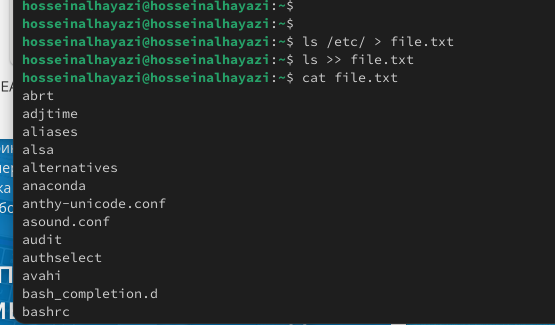 hosseinalhayazi@hosseinalhayazi:~$
hosseinalhayazi@hosseinalhayazi:~$
hosseinalhayazi@hosseinalhayazi:~$ ls /etc/ > file.txt
hosseinalhayazi@hosseinalhayazi:~$ ls >> file.txt
hosseinalhayazi@hosseinalhayazi:~$ cat file.txt
abrt
adjtime
aliases
alsa
alternatives
anaconda
anthy-unicode.conf
asound.conf
audit
authselect
avahi
bash_completion.d
bashrc